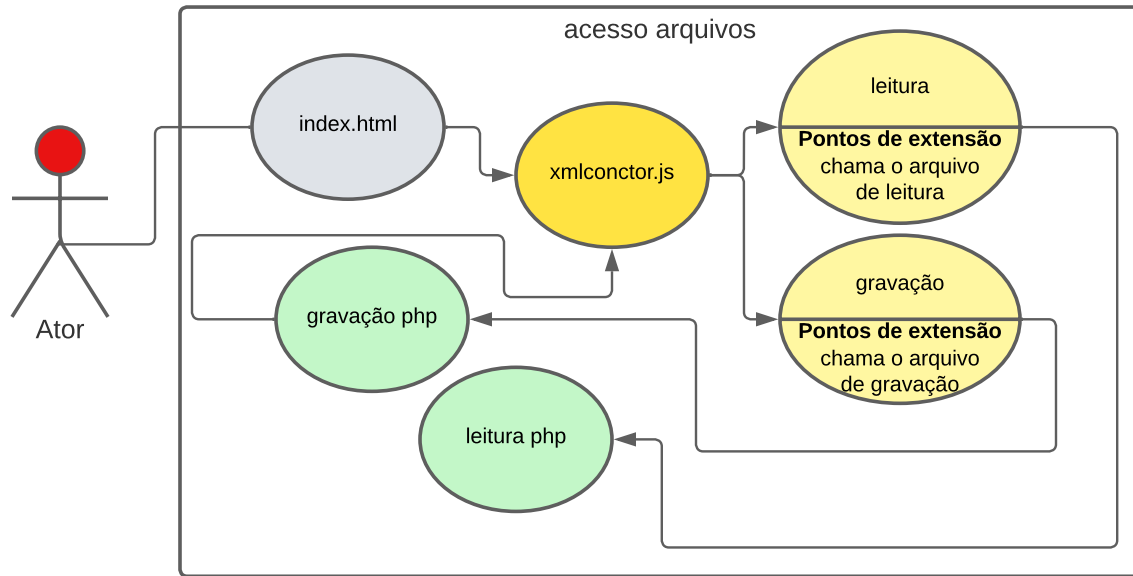 acesso arquivos
index.html
xmlconctor.js
leitura
Pontos de extensão
chama o arquivo
de leitura
gravação
Pontos de extensão
chama o arquivo
de gravação
gravação php
leitura php
Ator